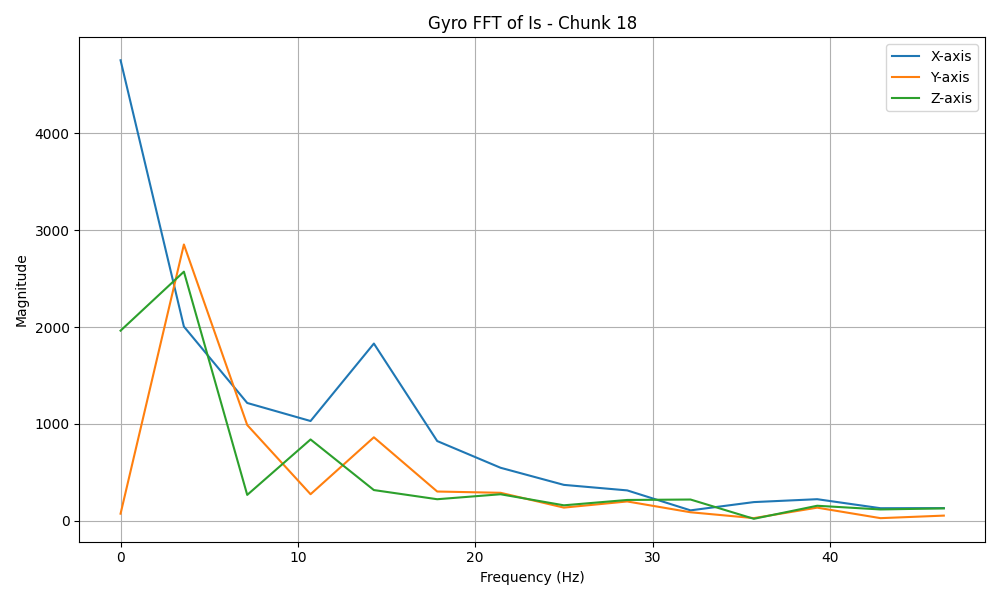 Gyro FFT of Is - Chunk 18
X-axis
Y-axis
Z-axis
Magnitude
4000
3000
2000
1000
0
0 10 20 30 40
Frequency (Hz)